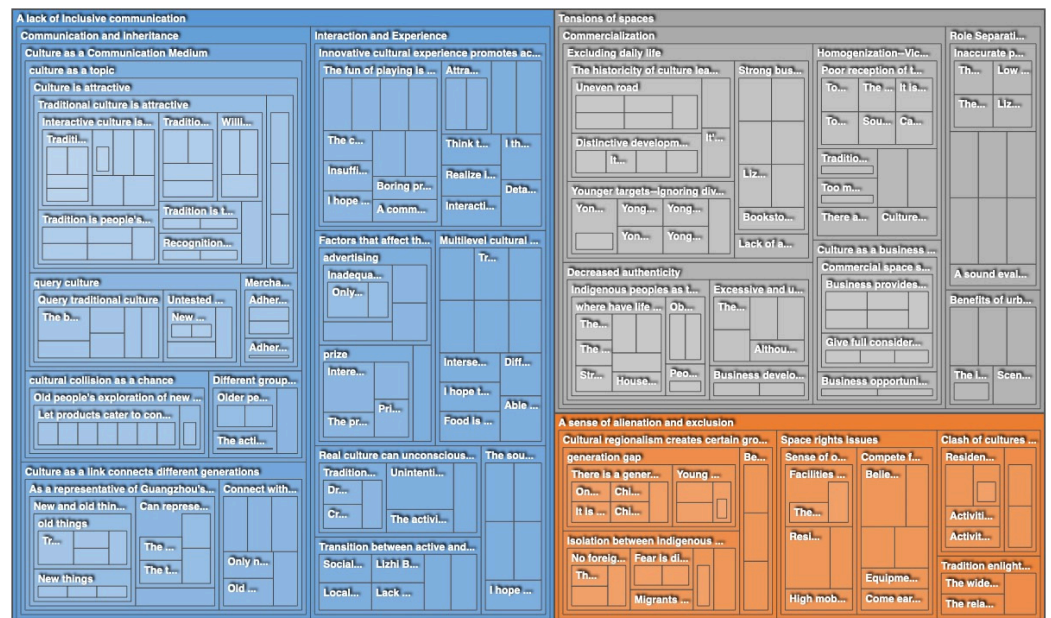 A lack of Inclusive communication
Communication and Inheritance
Culture as a Communication Medium
culture as a topic
Culture is attractive
Traditional culture is attractive
Interactive culture is...
Traditi...
Traditio...
Willi...
Tradition is people's...
Tradition is t...
Recognition...
query culture
Query traditional culture
The b...
Untested...
New ...
Mercha...
Adher...
Adher...
cultural collision as a chance
Old people's exploration of new ...
Let products cater to con...
Different group...
Older pe...
The acti...
Culture as a link connects different generations
As a representative of Guangzhou's...
New and old thin...
old things
Tr...
New things
Can represe...
The ...
The t...
Connect with...
Only n...
Old ...
Interaction and Experience
Innovative cultural experience promotes ac...
The fun of playing is ...
The c...
Insuffi...
I hope ...
Boring pr...
A comm...
Attra...
Think t...
Realize i...
Interacti...
I th...
Deta...
Factors that affect th...
advertising
Inadequa...
Only...
prize
Intere...
The pr...
Pri...
Multilevel cultural ...
Tr...
Interse...
I hope t...
Food is ...
Diff...
Able ...
Real culture can unconscious...
Tradition...
Dr...
Cr...
Unintenti...
The activi...
The sou...
I hope ...
Transition between active and...
Social...
Local...
Lizhi B...
Lack ...
Tensions of spaces
Commercialization
Excluding daily life
The historicity of culture lea...
Uneven road
Distinctive developm...
It...
It'...
Strong bus...
Liz...
Booksto...
Younger targets--Ignoring div...
Yon...
Yong...
Yong...
Yon...
Yong...
Lack of a...
Decreased authenticity
Indigenous peoples as t...
where have life ...
The...
The ...
Str...
House...
Ob...
Peo...
Excessive and u...
The...
Althou...
Business develo...
Homogenization--Vic...
Poor reception of t...
To...
The ...
It is...
To...
Sou...
Ca...
Traditio...
Too m...
There a...
Culture...
Culture as a business ...
Commercial space s...
Business provides...
Give full consider...
Business opportuni...
Role Separati...
Inaccurate p...
Th...
Low ...
The...
Liz...
A sound eval...
Benefits of urb...
The l...
Scen...
A sense of alienation and exclusion
Cultural regionalism creates certain gro...
generation gap
There is a gener...
On...
Chi...
It is ...
Chi...
Young ...
Be...
Isolation between Indigenous ...
No foreig...
Th...
Fear is di...
Migrants ...
Space rights issues
Sense of o...
Facilities ...
The...
Resi...
High mob...
Compete f...
Belie...
Equipme...
Come ear...
Clash of cultures ...
Residen...
Activiti...
Activit...
Tradition enlight...
The wide...
The rela...